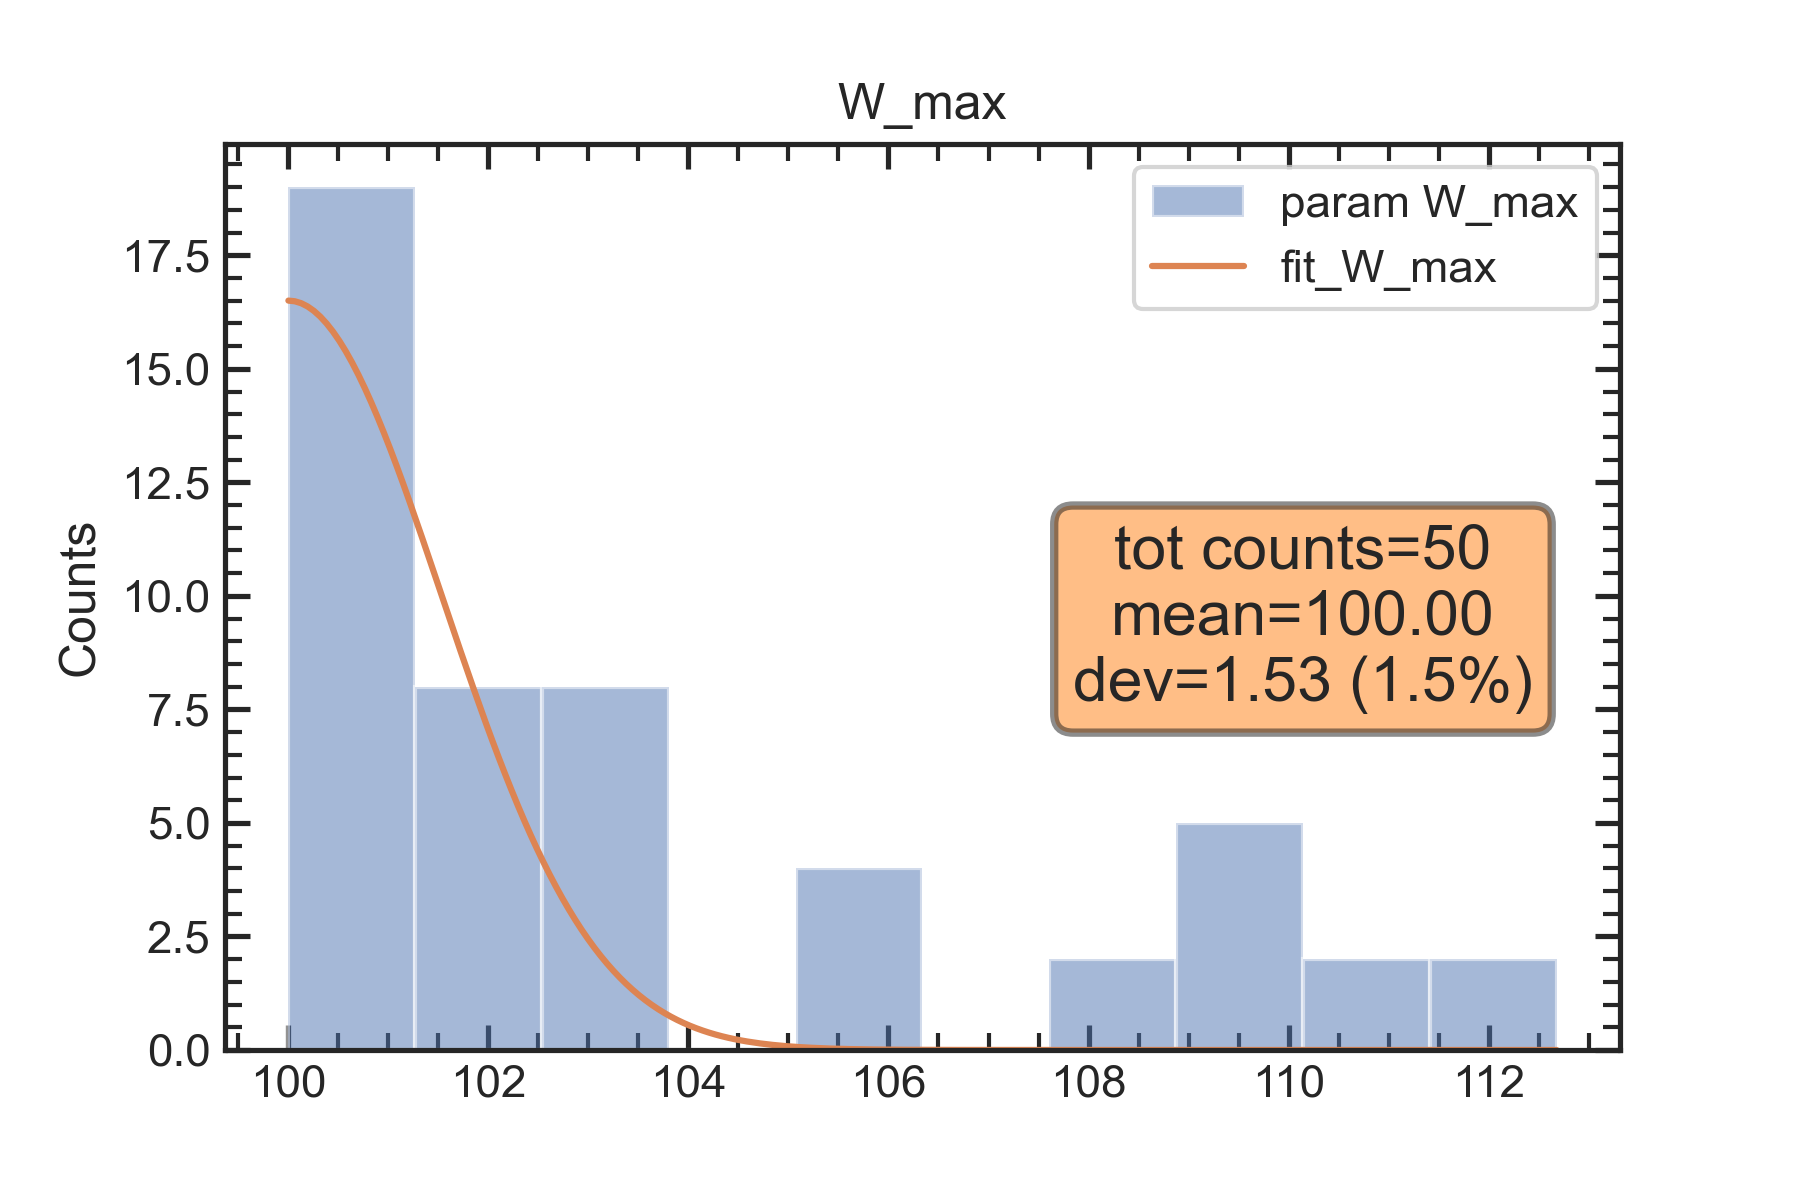 W_max
param W_max
fit_W_max
17.5
15.0
12.5
10.0
7.5
5.0
2.5
0.0
Counts
tot counts=50
mean=100.00
dev=1.53 (1.5%)
100 102 104 106 108 110 112